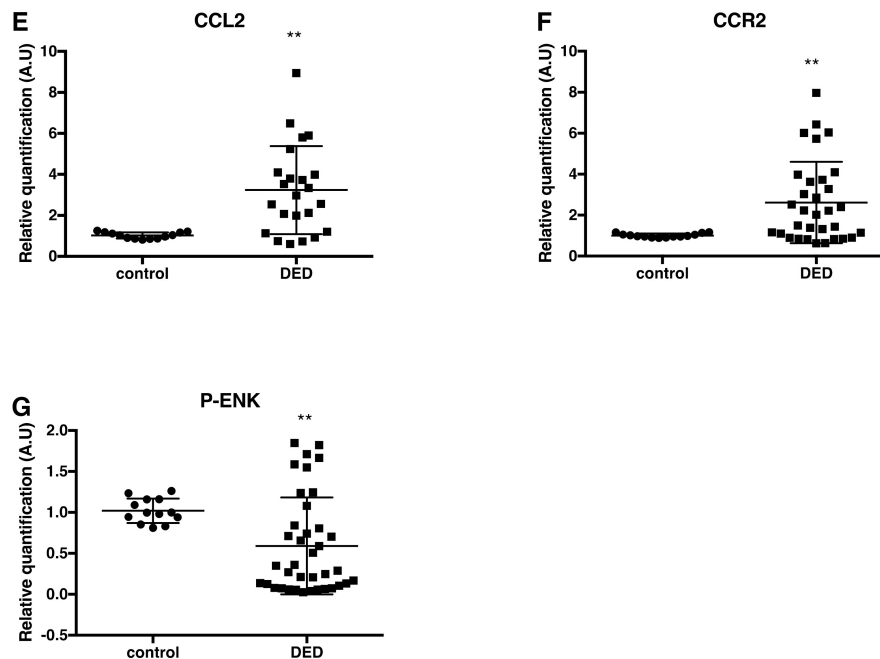 E
CCL2
**
Relative quantification (A.U)
10
8
6
4
2
0
control
DED
F
CCR2
**
Relative quantification (A.U)
10
8
6
4
2
0
control
DED
G
P-ENK
**
Relative quantification (A.U)
2.0
1.5
1.0
0.5
0.0
-0.5
control
DED